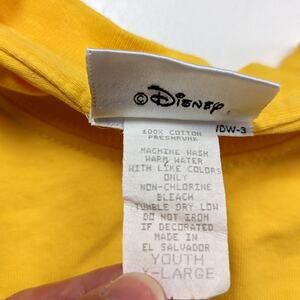 © Disney
/DW-3
100% COTTON
PRESHRUNK
MACHINE WASH
WARM WATER
WITH LIKE COLORS
ONLY
NON-CHLORINE
BLEACH
TUMBLE DRY LOW
DO NOT IRON
IF DECORATED
MADE IN
EL SALVADOR
YOUTH
X-LARGE